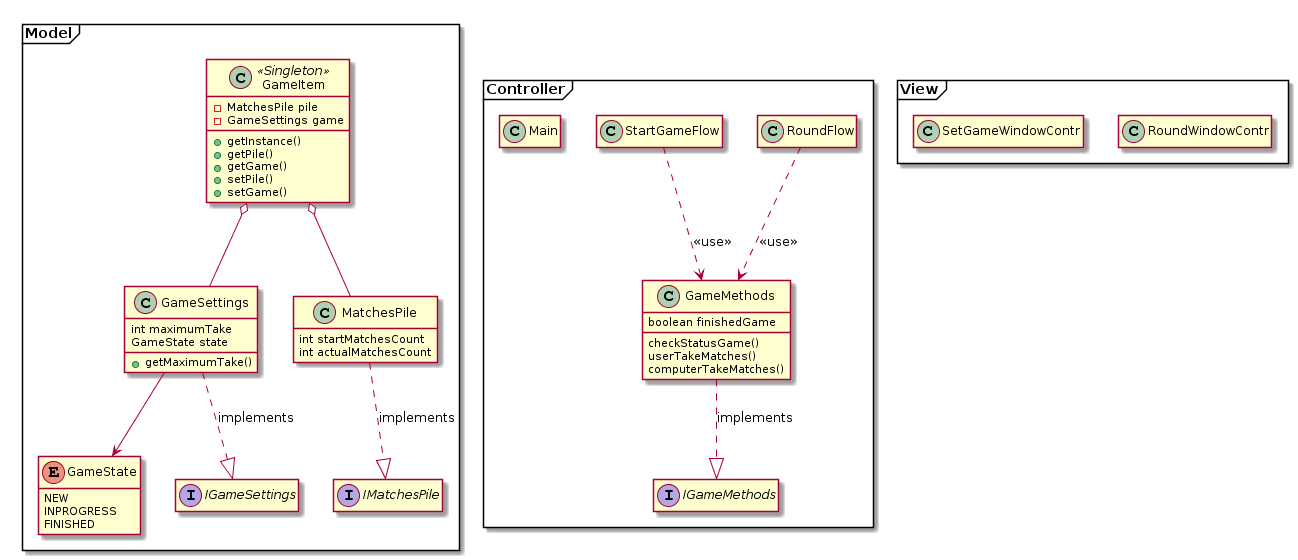 Model
«Singleton»
GameItem
MatchesPile pile
GameSettings game
getInstance()
getPile()
getGame()
setPile()
setGame()
C GameSettings
int maximumTake
GameState state
getMaximumTake()
C MatchesPile
int startMatchesCount
int actualMatchesCount
implements
implements
E GameState
NEW
INPROGRESS
FINISHED
I IGameSettings
I IMatchesPile
Controller
C Main
C StartGameFlow
C RoundFlow
«use»
«use»
C GameMethods
boolean finishedGame
checkStatusGame()
userTakeMatches()
computerTakeMatches()
implements
I IGameMethods
View
C SetGameWindowContr
C RoundWindowContr